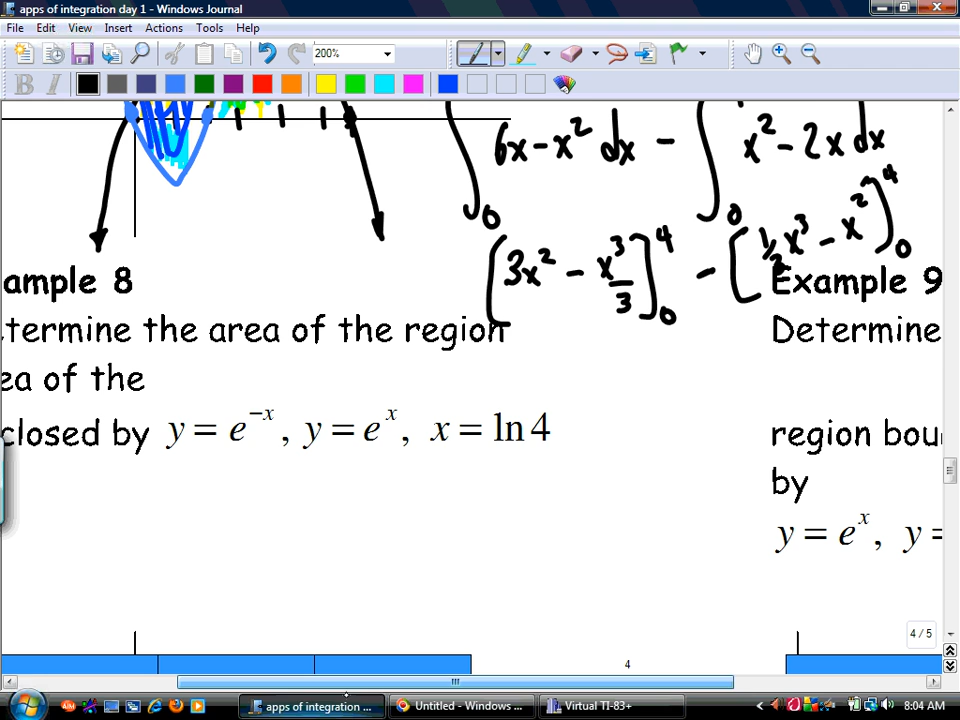 apps of integration day 1 - Windows Journal
File Edit View Insert Actions Tools Help
200%
B I
6x - x² dx - ∫₀ x² - 2x dx
[3x² - x³/3]₀⁴ - [⅓x³ - x²]₀⁴
ample 8
Example 9
termine the area of the region
Determine
ea of the
closed by y = e^{-x}, y = e^{x}, x = ln 4
region bou
by
y = e^{x}, y =
4 / 5
4
apps of integration ...
Untitled - Windows ...
Virtual TI-83+
8:04 AM